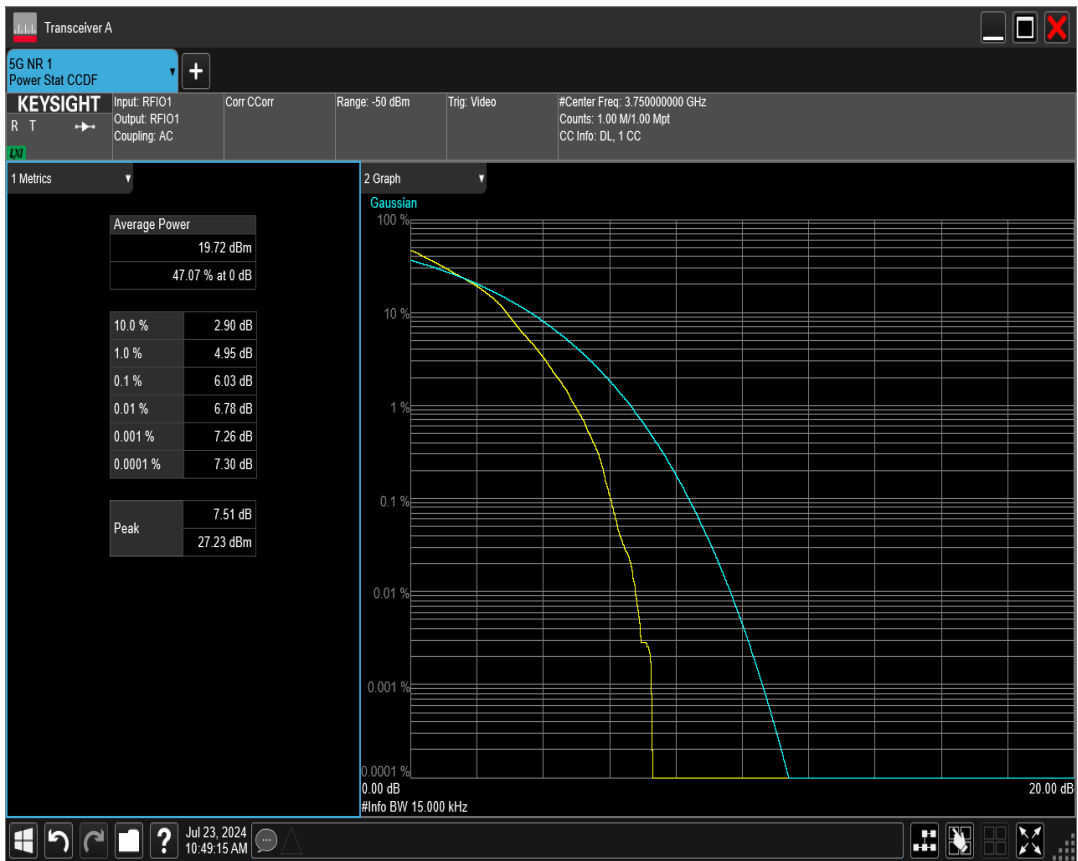 Transceiver A
5G NR 1
Power Stat CCDF
+
KEYSIGHT
R T
LXI
Input: RFIO1
Output: RFIO1
Coupling: AC
Corr CCorr
Range: -50 dBm
Trig: Video
#Center Freq: 3.750000000 GHz
Counts: 1.00 M/1.00 Mpt
CC Info: DL, 1 CC
1 Metrics
Average Power
19.72 dBm
47.07 % at 0 dB
10.0 % 2.90 dB
1.0 % 4.95 dB
0.1 % 6.03 dB
0.01 % 6.78 dB
0.001 % 7.26 dB
0.0001 % 7.30 dB
Peak
7.51 dB
27.23 dBm
2 Graph
Gaussian
100 %
10 %
1 %
0.1 %
0.01 %
0.001 %
0.0001 %
0.00 dB 20.00 dB
#Info BW 15.000 kHz
?
Jul 23, 2024
10:49:15 AM